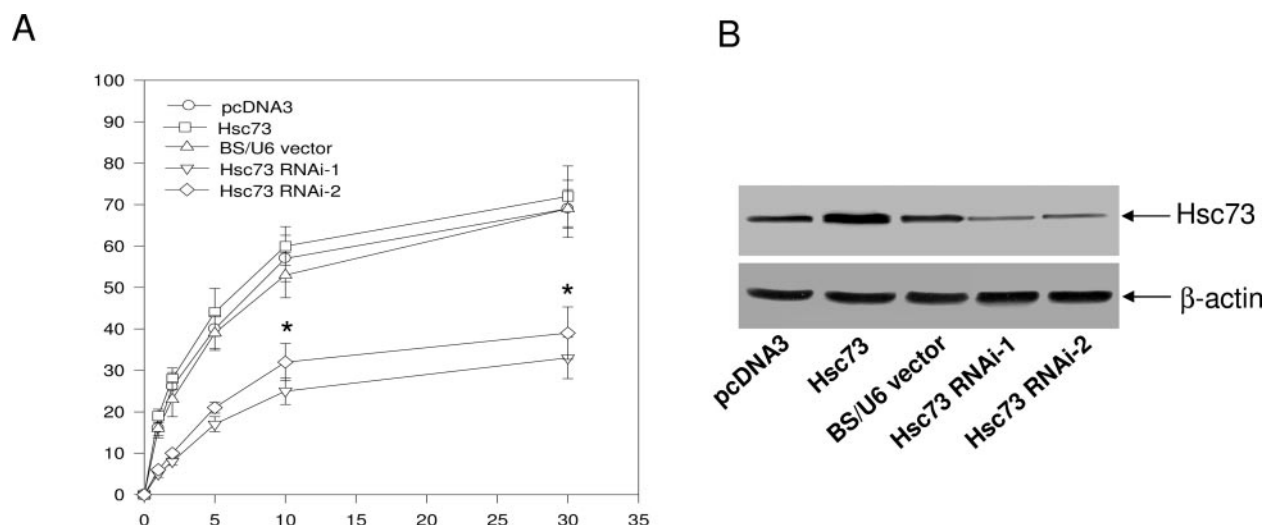 A
100
90
80
70
60
50
40
30
20
10
0
pcDNA3
Hsc73
BS/U6 vector
Hsc73 RNAi-1
Hsc73 RNAi-2
*
*
0 5 10 15 20 25 30 35
B
Hsc73
β-actin
pcDNA3
Hsc73
BS/U6 vector
Hsc73 RNAi-1
Hsc73 RNAi-2